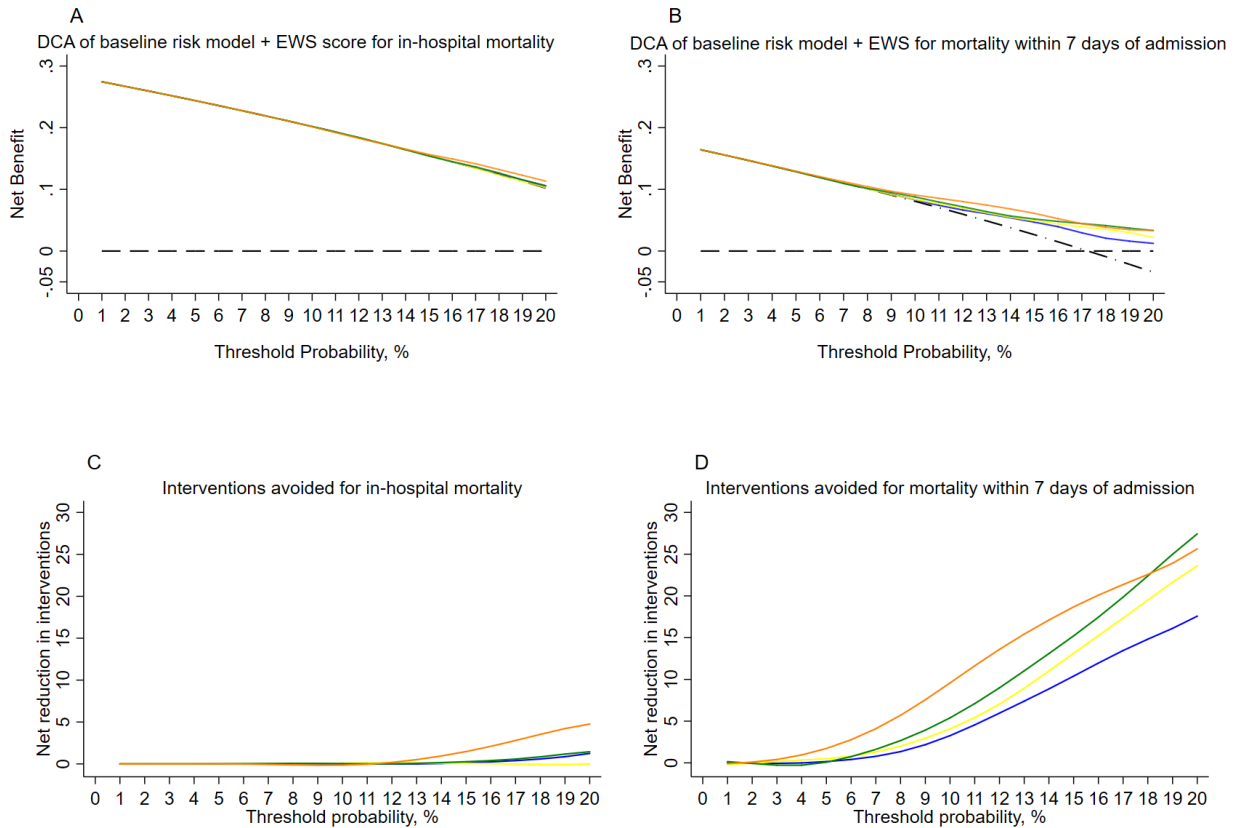 A
DCA of baseline risk model + EWS score for in-hospital mortality
Net Benefit
.3
.2
.1
0
-.05
0 1 2 3 4 5 6 7 8 9 10 11 12 13 14 15 16 17 18 19 20
Threshold Probability, %
B
DCA of baseline risk model + EWS for mortality within 7 days of admission
Net Benefit
.3
.2
.1
0
-.05
0 1 2 3 4 5 6 7 8 9 10 11 12 13 14 15 16 17 18 19 20
Threshold Probability, %
C
Interventions avoided for in-hospital mortality
Net reduction in interventions
30
25
20
15
10
5
0
0 1 2 3 4 5 6 7 8 9 10 11 12 13 14 15 16 17 18 19 20
Threshold probability, %
D
Interventions avoided for mortality within 7 days of admission
Net reduction in interventions
30
25
20
15
10
5
0
0 1 2 3 4 5 6 7 8 9 10 11 12 13 14 15 16 17 18 19 20
Threshold probability, %